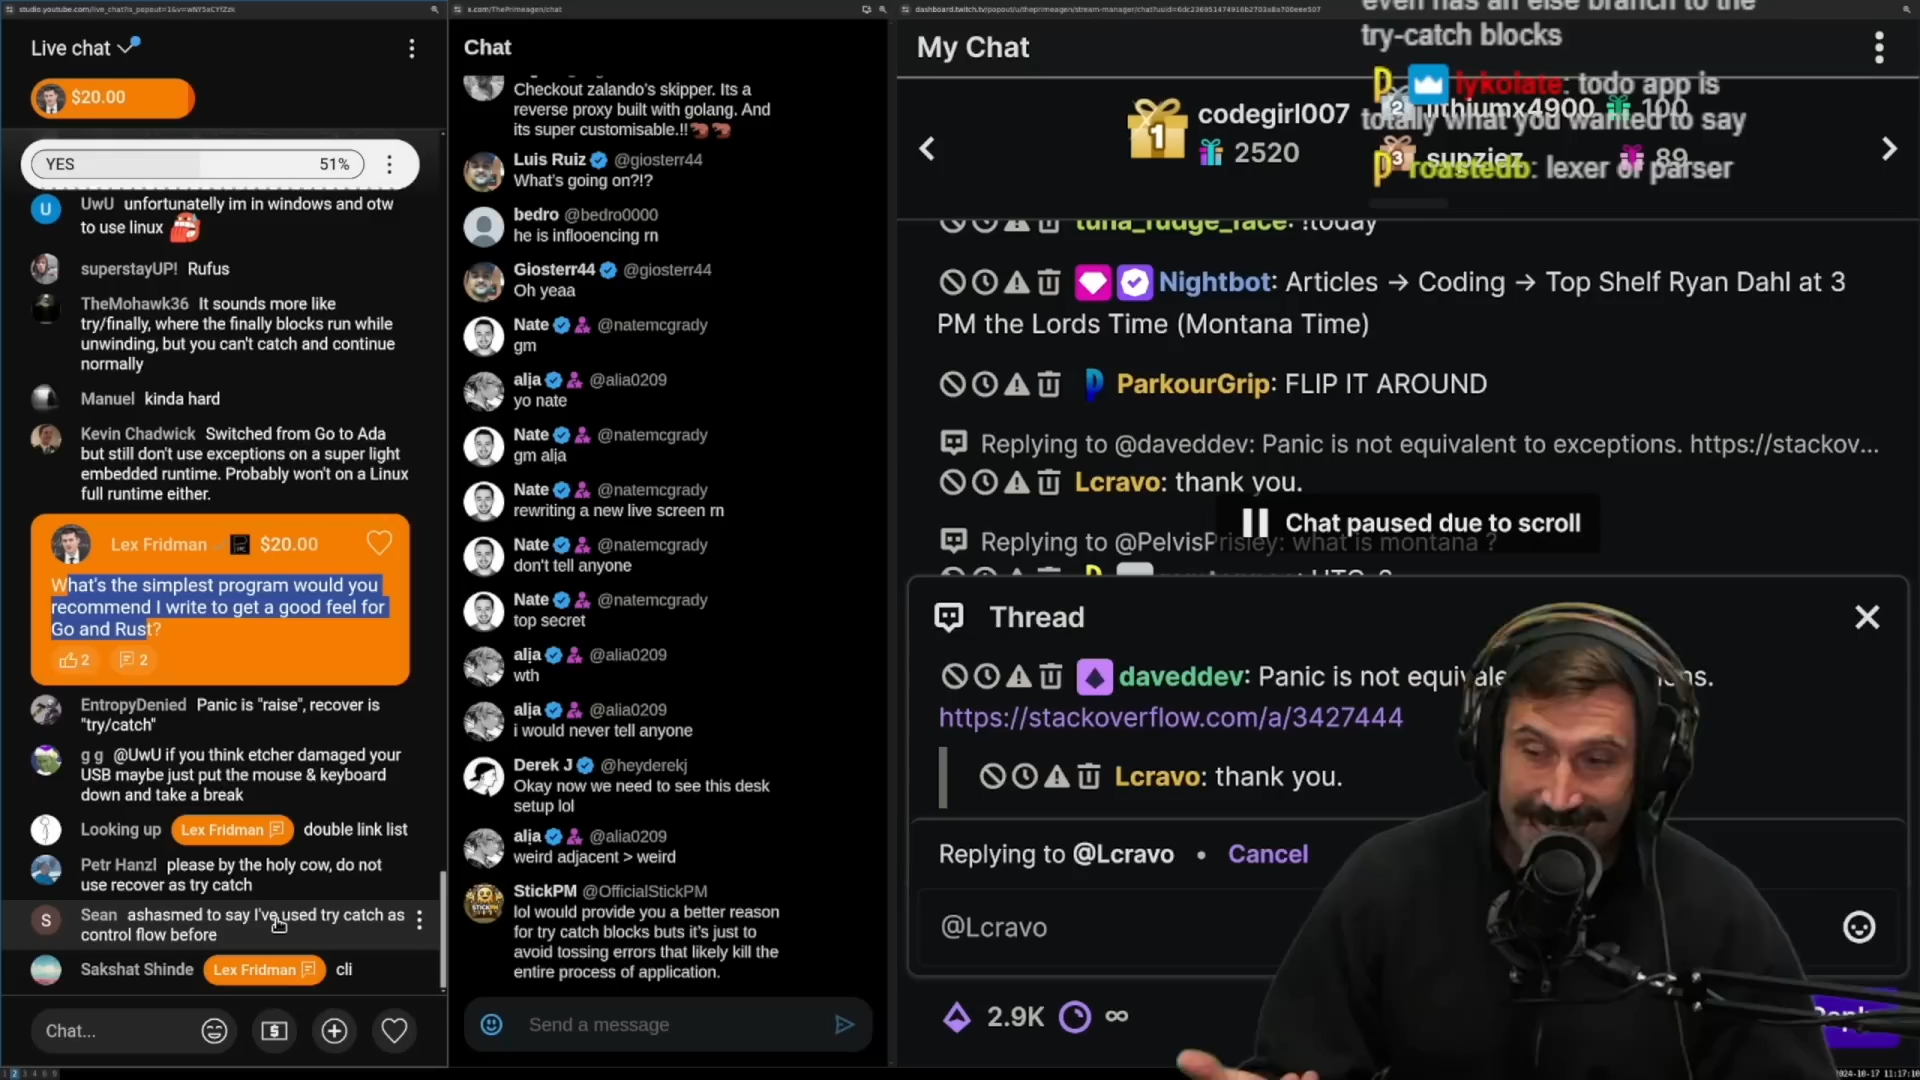 studio.youtube.com/live_chat?is_popout=1&v=wNY5aCYfZzk
Live chat
$20.00
YES 51%
UwU unfortunatelly im in windows and otw
to use linux
superstayUP! Rufus
TheMohawk36 It sounds more like
try/finally, where the finally blocks run while
unwinding, but you can't catch and continue
normally
Manuel kinda hard
Kevin Chadwick Switched from Go to Ada
but still don't use exceptions on a super light
embedded runtime. Probably won't on a Linux
full runtime either.
Lex Fridman $20.00
What's the simplest program would you
recommend I write to get a good feel for
Go and Rust?
2 2
EntropyDenied Panic is "raise", recover is
"try/catch"
g g @UwU if you think etcher damaged your
USB maybe just put the mouse & keyboard
down and take a break
Looking up Lex Fridman double link list
Petr Hanzl please by the holy cow, do not
use recover as try catch
S Sean ashasmed to say I've used try catch as
control flow before
Sakshat Shinde Lex Fridman cli
Chat...
x.com/ThePrimeagen/chat
Chat
Checkout zalando's skipper. Its a
reverse proxy built with golang. And
its super customisable.!!
Luis Ruiz @giosterr44
What's going on?!?
bedro @bedro0000
he is inflooencing rn
Giosterr44 @giosterr44
Oh yeaa
Nate @natemcgrady
gm
alįa @alia0209
yo nate
Nate @natemcgrady
gm alįa
Nate @natemcgrady
rewriting a new live screen rn
Nate @natemcgrady
don't tell anyone
Nate @natemcgrady
top secret
alįa @alia0209
wth
alįa @alia0209
i would never tell anyone
Derek J @heyderekj
Okay now we need to see this desk
setup lol
alįa @alia0209
weird adjacent > weird
StickPM @OfficialStickPM
lol would provide you a better reason
for try catch blocks buts it's just to
avoid tossing errors that likely kill the
entire process of application.
Send a message
My Chat
1 codegirl007
2520
2 lithiumx4900 100
3 supziez 89
even has an else branch to the
try-catch blocks
lykolate: todo app is
totally what you wanted to say
roastedb: lexer or parser
tuna_fudge_face: !today
Nightbot: Articles → Coding → Top Shelf Ryan Dahl at 3
PM the Lords Time (Montana Time)
ParkourGrip: FLIP IT AROUND
Replying to @daveddev: Panic is not equivalent to exceptions. https://stackov...
Lcravo: thank you.
Chat paused due to scroll
Replying to @PelvisPrisley: what is montana ?
Thread
daveddev: Panic is not
https://stackoverflow.com/a/3427444
Lcravo: thank you.
Replying to @Lcravo • Cancel
@Lcravo
2.9K ∞
2024-10-17 11:17:10